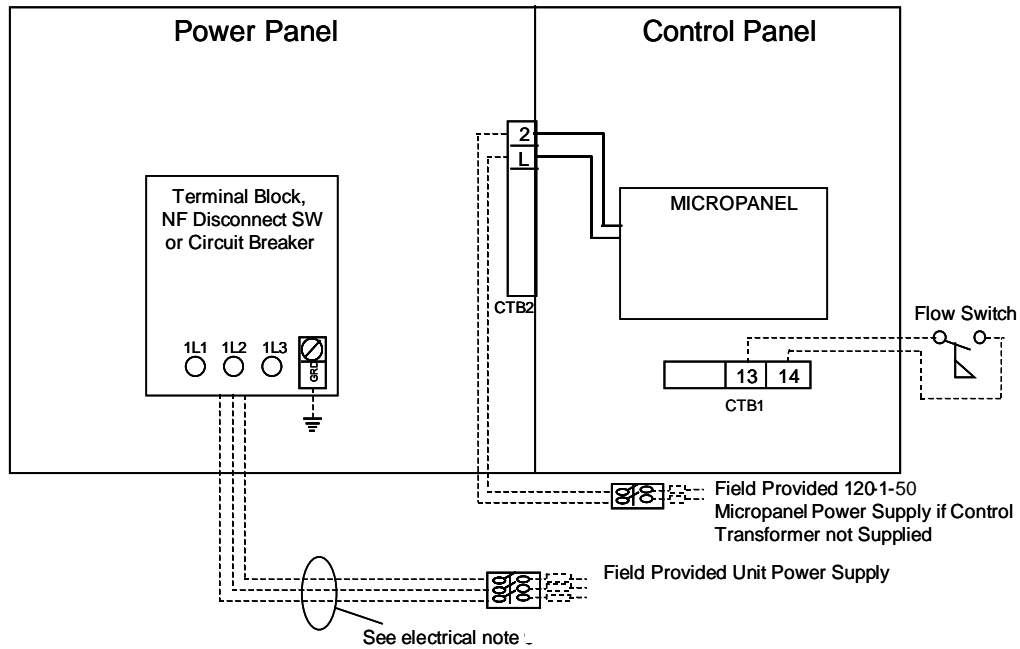 Power Panel
Control Panel
2
L
Terminal Block,
NF Disconnect SW
or Circuit Breaker
MICROPANEL
CTB2
Flow Switch
1L1 1L2 1L3
GRD
13 14
CTB1
Field Provided 120-1-50
Micropanel Power Supply if Control
Transformer not Supplied
Field Provided Unit Power Supply
See electrical note